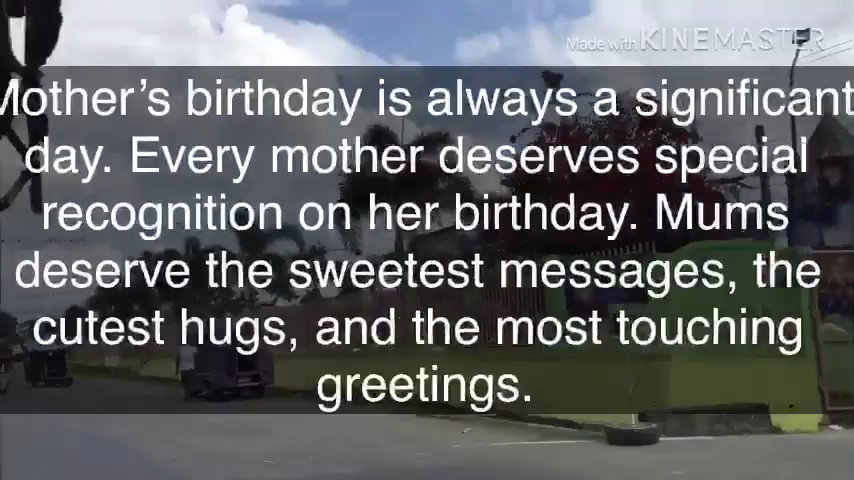 Made with KINEMASTER
Mother's birthday is always a significant
day. Every mother deserves special
recognition on her birthday. Mums
deserve the sweetest messages, the
cutest hugs, and the most touching
greetings.